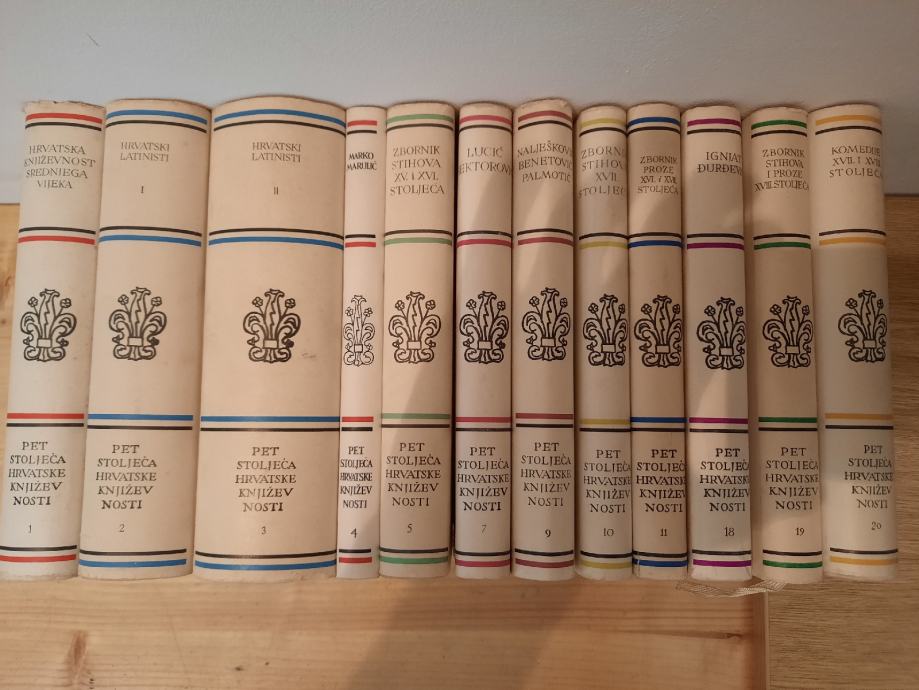 HRVATSKA
KNJIŽEVNOST
SREDNJEGA
VIJEKA
PET
STOLJEĆA
HRVATSKE
KNJIŽEV
NOSTI
1
HRVATSKI
LATINISTI
I
PET
STOLJEĆA
HRVATSKE
KNJIŽEV
NOSTI
2
HRVATSKI
LATINISTI
II
PET
STOLJEĆA
HRVATSKE
KNJIŽEV
NOSTI
3
MARKO
MARULIĆ
PET
STOLJEĆA
HRVATSKE
KNJIŽEV
NOSTI
4
ZBORNIK
STIHOVA
XV. I XVI.
STOLJEĆA
PET
STOLJEĆA
HRVATSKE
KNJIŽEV
NOSTI
5
LUCIĆ
HEKTOROVIĆ
PET
STOLJEĆA
HRVATSKE
KNJIŽEV
NOSTI
7
NALJEŠKOVIĆ
BENETOVIĆ
PALMOTIĆ
PET
STOLJEĆA
HRVATSKE
KNJIŽEV
NOSTI
9
ZBORNIK
STIHOVA
XVII
STOLJEĆA
PET
STOLJEĆA
HRVATSKE
KNJIŽEV
NOSTI
10
ZBORNIK
PROZE
XVI. I XVII.
STOLJEĆA
PET
STOLJEĆA
HRVATSKE
KNJIŽEV
NOSTI
11
IGNJAT
ĐURĐEVIĆ
PET
STOLJEĆA
HRVATSKE
KNJIŽEV
NOSTI
18
ZBORNIK
STIHOVA
I PROZE
XVIII. STOLJEĆA
PET
STOLJEĆA
HRVATSKE
KNJIŽEV
NOSTI
19
KOMEDIJE
XVII. I XVIII.
STOLJEĆA
PET
STOLJEĆA
HRVATSKE
KNJIŽEV
NOSTI
20